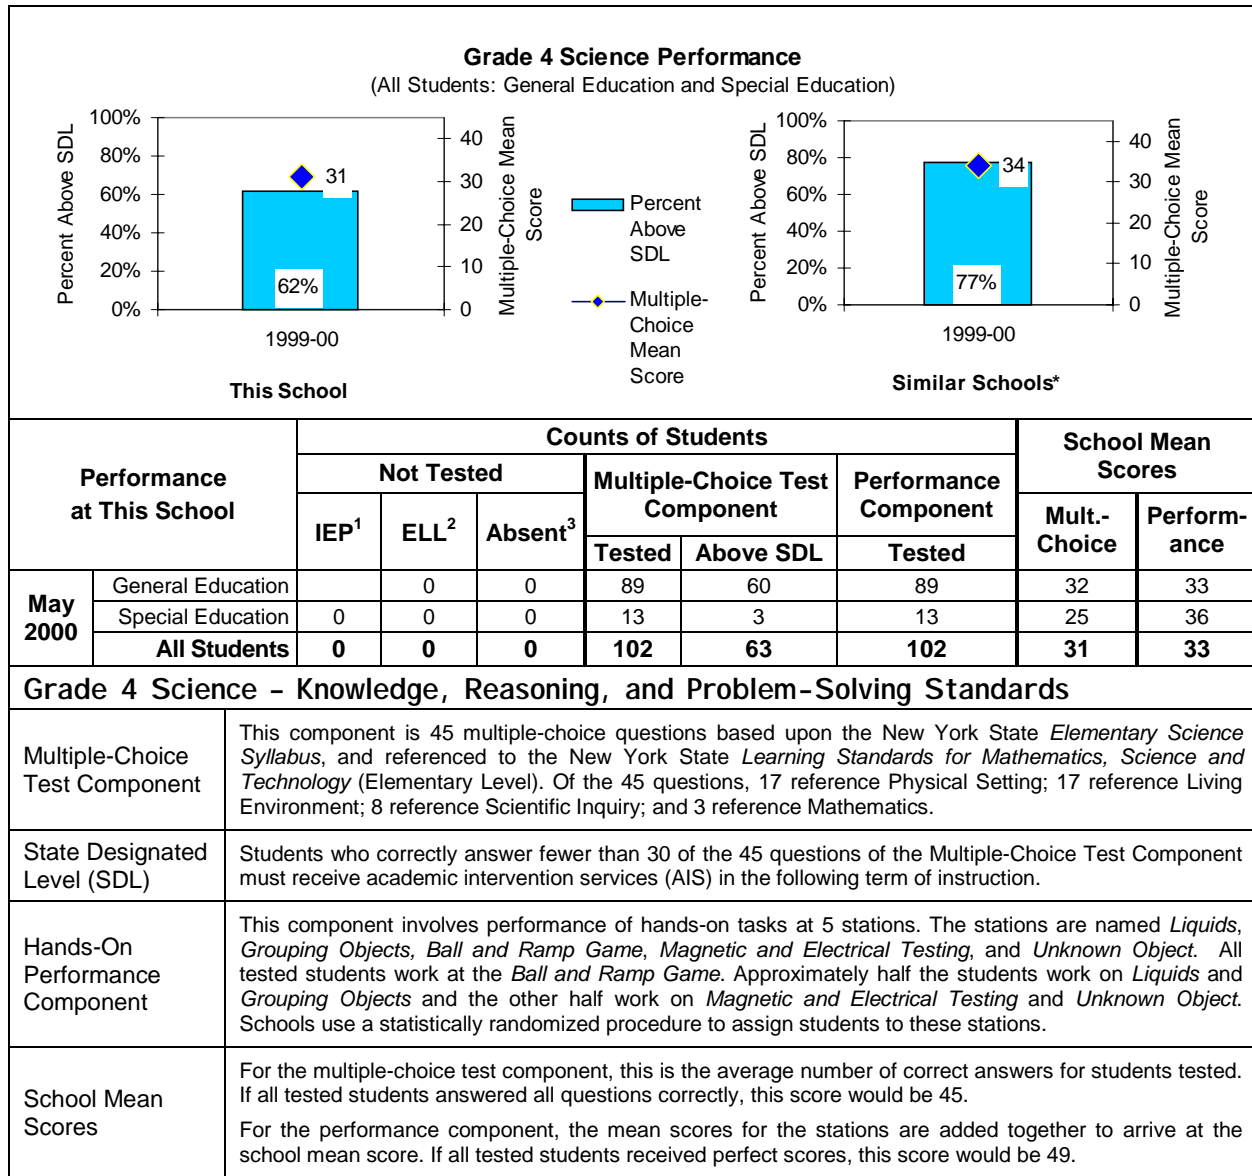 Grade 4 Science Performance
(All Students: General Education and Special Education)
Percent Above SDL
100%
80%
60%
40%
20%
0%
31
62%
1999-00
40
30
20
10
0
Multiple-Choice Mean
Score
This School
Percent
Above
SDL
Multiple-
Choice
Mean
Score
Percent Above SDL
100%
80%
60%
40%
20%
0%
34
77%
1999-00
40
30
20
10
0
Multiple-Choice Mean
Score
Similar Schools*
Performance
at This School
Counts of Students
School Mean
Scores
Not Tested
Multiple-Choice Test
Component
Performance
Component
IEP1 ELL2 Absent3
Tested Above SDL Tested
Mult.-
Choice
Perform-
ance
May
2000
General Education 0 0 89 60 89 32 33
Special Education 0 0 0 13 3 13 25 36
All Students 0 0 0 102 63 102 31 33
Grade 4 Science – Knowledge, Reasoning, and Problem-Solving Standards
Multiple-Choice
Test Component
This component is 45 multiple-choice questions based upon the New York State Elementary Science
Syllabus, and referenced to the New York State Learning Standards for Mathematics, Science and
Technology (Elementary Level). Of the 45 questions, 17 reference Physical Setting; 17 reference Living
Environment; 8 reference Scientific Inquiry; and 3 reference Mathematics.
State Designated
Level (SDL)
Students who correctly answer fewer than 30 of the 45 questions of the Multiple-Choice Test Component
must receive academic intervention services (AIS) in the following term of instruction.
Hands-On
Performance
Component
This component involves performance of hands-on tasks at 5 stations. The stations are named Liquids,
Grouping Objects, Ball and Ramp Game, Magnetic and Electrical Testing, and Unknown Object. All
tested students work at the Ball and Ramp Game. Approximately half the students work on Liquids and
Grouping Objects and the other half work on Magnetic and Electrical Testing and Unknown Object.
Schools use a statistically randomized procedure to assign students to these stations.
School Mean
Scores
For the multiple-choice test component, this is the average number of correct answers for students tested.
If all tested students answered all questions correctly, this score would be 45.
For the performance component, the mean scores for the stations are added together to arrive at the
school mean score. If all tested students received perfect scores, this score would be 49.